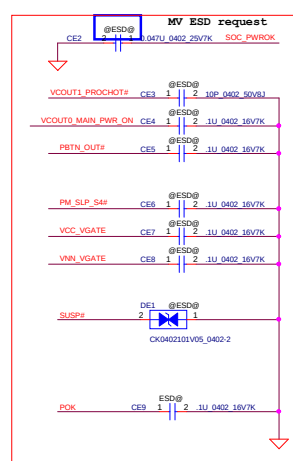 MV ESD request
@ESD@
CE2 2 1 0.047U_0402_25V7K SOC_PWROK
@ESD@
VCOUT1_PROCHOT# CE3 1 2 10P_0402_50V8J
@ESD@
VCOUT0_MAIN_PWR_ON CE4 1 2 .1U_0402_16V7K
@ESD@
PBTN_OUT# CE5 1 2 .1U_0402_16V7K
@ESD@
PM_SLP_S4# CE6 1 2 .1U_0402_16V7K
@ESD@
VCC_VGATE CE7 1 2 .1U_0402_16V7K
@ESD@
VNN_VGATE CE8 1 2 .1U_0402_16V7K
DE1 @ESD@
SUSP# 2 1
CK0402101V05_0402-2
ESD@
POK CE9 1 2 .1U_0402_16V7K